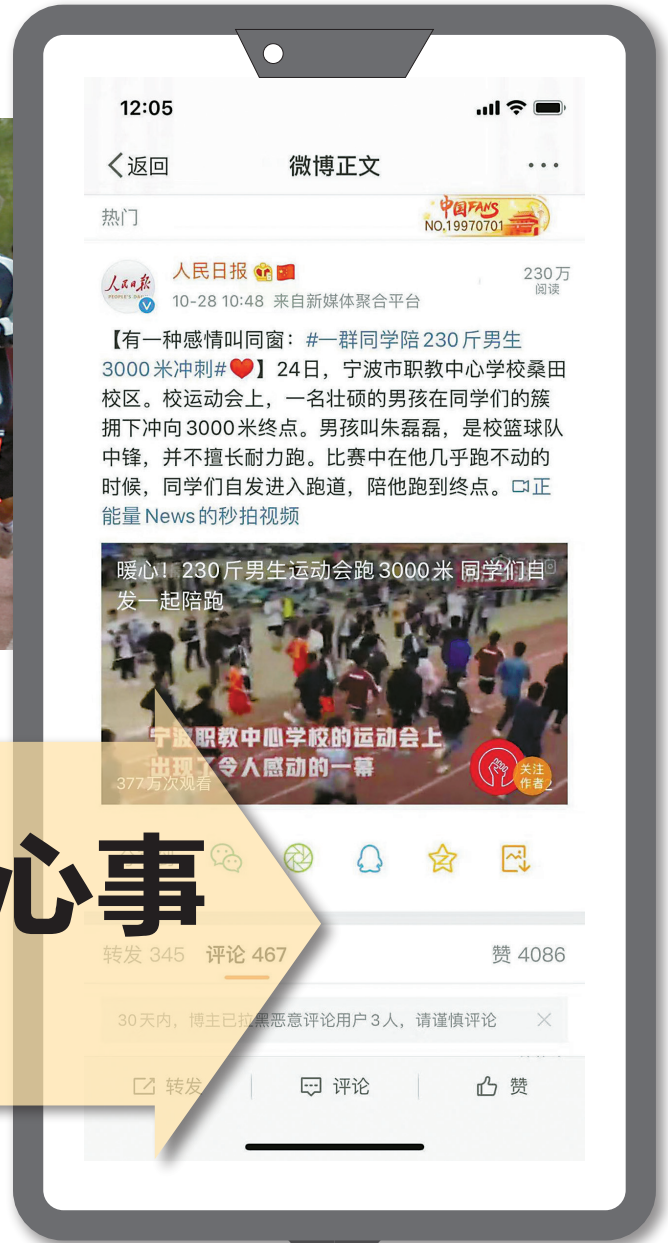 12:05
返回
微博正文
热门
中国FANS
NO.19970701
人民日报
人民日报
PEOPLE'S DAILY
230万
阅读
10-28 10:48 来自新媒体聚合平台
【有一种感情叫同窗：#一群同学陪230斤男生
3000米冲刺#❤️】24日，宁波市职教中心学校桑田
校区。校运动会上，一名壮硕的男孩在同学们的簇
拥下冲向3000米终点。男孩叫朱磊磊，是校篮球队
中锋，并不擅长耐力跑。比赛中在他几乎跑不动的
时候，同学们自发进入跑道，陪他跑到终点。正
能量News的秒拍视频
暖心！230斤男生运动会跑3000米 同学们自
发一起陪跑
宁波职教中心学校的运动会上
出现了令人感动的一幕
377万次观看
关注
作者
心事
转发 345
评论 467
赞 4086
30天内，博主已拉黑恶意评论用户3人，请谨慎评论
转发
评论
赞